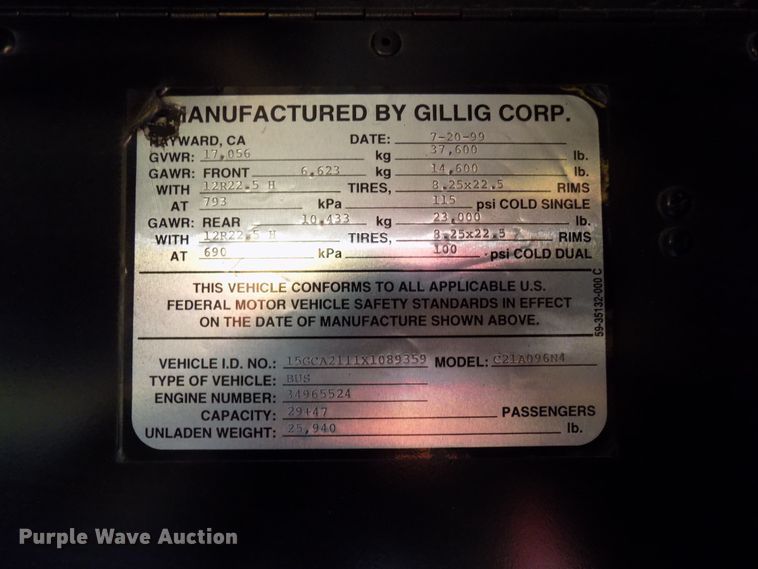 MANUFACTURED BY GILLIG CORP.
HAYWARD, CA DATE: 7-20-99
GVWR: 17,056 kg 37,600 lb.
GAWR: FRONT 6,623 kg 14,600 lb.
WITH 12R22.5 H TIRES, 8.25x22.5 RIMS
AT 793 kPa 115 psi COLD SINGLE
GAWR: REAR 10,433 kg 23,000 lb.
WITH 12R22.5 H TIRES, 8.25x22.5 RIMS
AT 690 kPa 100 psi COLD DUAL
THIS VEHICLE CONFORMS TO ALL APPLICABLE U.S.
FEDERAL MOTOR VEHICLE SAFETY STANDARDS IN EFFECT
ON THE DATE OF MANUFACTURE SHOWN ABOVE.
59-35132-000 C
VEHICLE I.D. NO.: 15GCA2111X1089359 MODEL: C21A096N4
TYPE OF VEHICLE: BUS
ENGINE NUMBER: 34965524
CAPACITY: 29+47 PASSENGERS
UNLADEN WEIGHT: 25,940 lb.
Purple Wave Auction